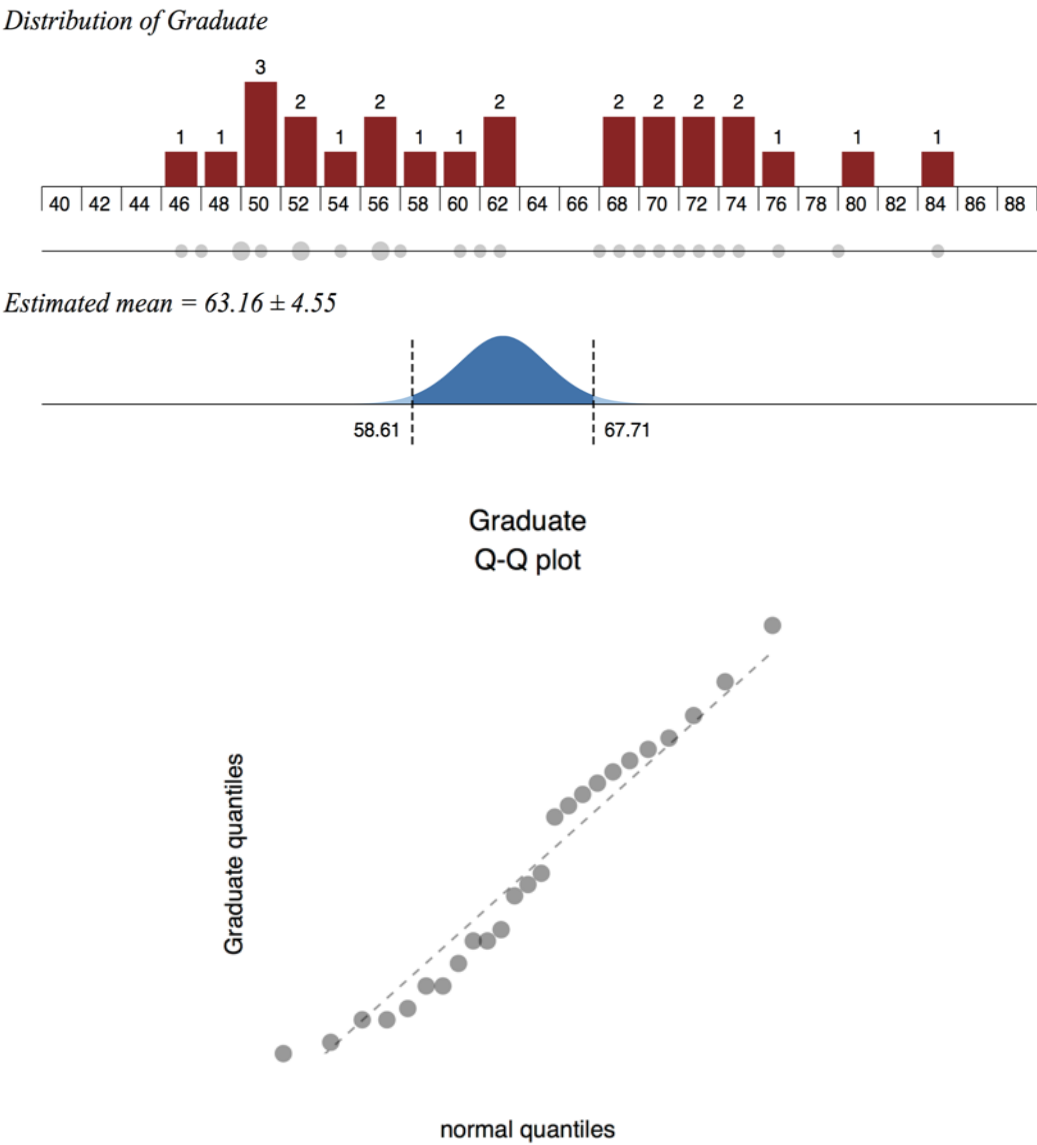 Distribution of Graduate
3
2 2 2 2 2 2 2
1 1 1 1 1 1 1 1
40 42 44 46 48 50 52 54 56 58 60 62 64 66 68 70 72 74 76 78 80 82 84 86 88
Estimated mean = 63.16 ± 4.55
58.61 67.71
Graduate
Q-Q plot
Graduate quantiles
normal quantiles